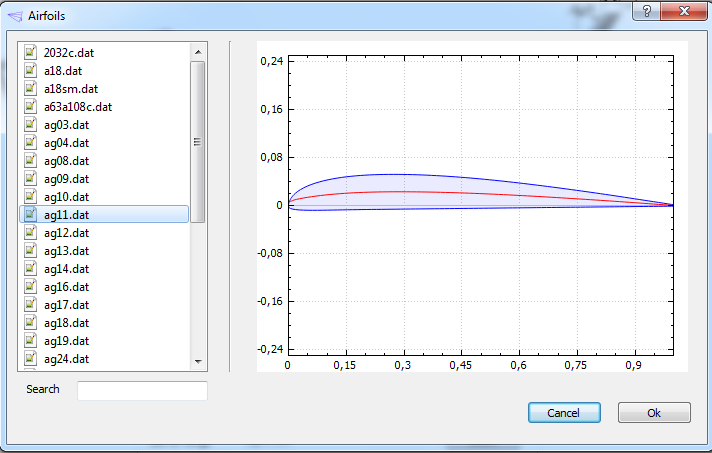 Airfoils
2032c.dat
a18.dat
a18sm.dat
a63a108c.dat
ag03.dat
ag04.dat
ag08.dat
ag09.dat
ag10.dat
ag11.dat
ag12.dat
ag13.dat
ag14.dat
ag16.dat
ag17.dat
ag18.dat
ag19.dat
ag24.dat
Search
0,24
0,16
0,08
0
-0,08
-0,16
-0,24
0 0,15 0,3 0,45 0,6 0,75 0,9
Cancel Ok